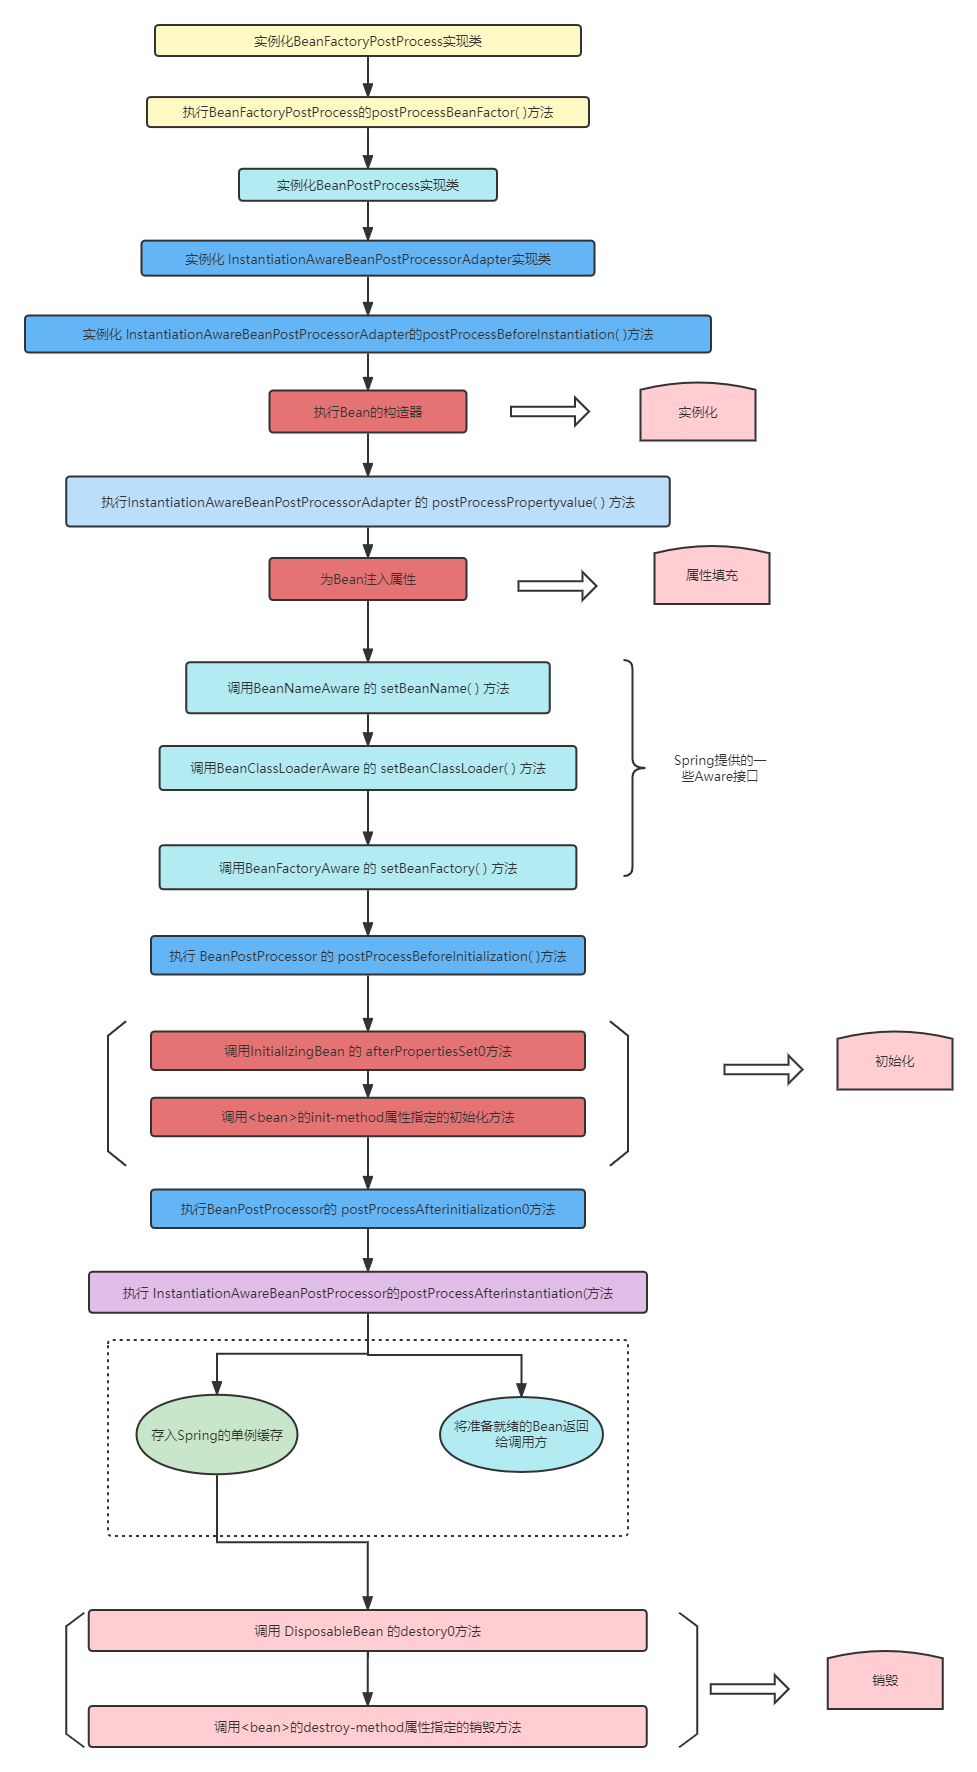 实例化BeanFactoryPostProcess实现类
执行BeanFactoryPostProcess的postProcessBeanFactor( )方法
实例化BeanPostProcess实现类
实例化 InstantiationAwareBeanPostProcessorAdapter实现类
实例化 InstantiationAwareBeanPostProcessorAdapter的postProcessBeforeInstantiation( )方法
执行Bean的构造器
实例化
执行InstantiationAwareBeanPostProcessorAdapter 的 postProcessPropertyvalue( ) 方法
为Bean注入属性
属性填充
调用BeanNameAware 的 setBeanName( ) 方法
调用BeanClassLoaderAware 的 setBeanClassLoader( ) 方法
Spring提供的一
些Aware接口
调用BeanFactoryAware 的 setBeanFactory( ) 方法
执行 BeanPostProcessor 的 postProcessBeforeInitialization( )方法
调用InitializingBean 的 afterPropertiesSet0方法
初始化
调用<bean>的init-method属性指定的初始化方法
执行BeanPostProcessor的 postProcessAfterinitialization0方法
执行 InstantiationAwareBeanPostProcessor的postProcessAfterinstantiation(方法
存入Spring的单例缓存
将准备就绪的Bean返回
给调用方
调用 DisposableBean 的destory0方法
销毁
调用<bean>的destroy-method属性指定的销毁方法